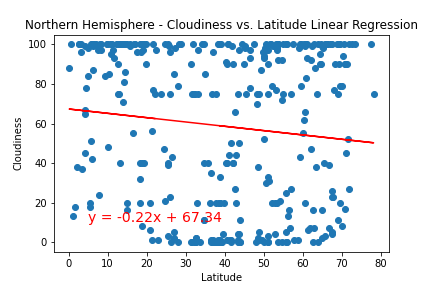 Northern Hemisphere - Cloudiness vs. Latitude Linear Regression
100
80
60
40
20
0
Cloudiness
y = -0.22x + 67.34
0 10 20 30 40 50 60 70 80
Latitude